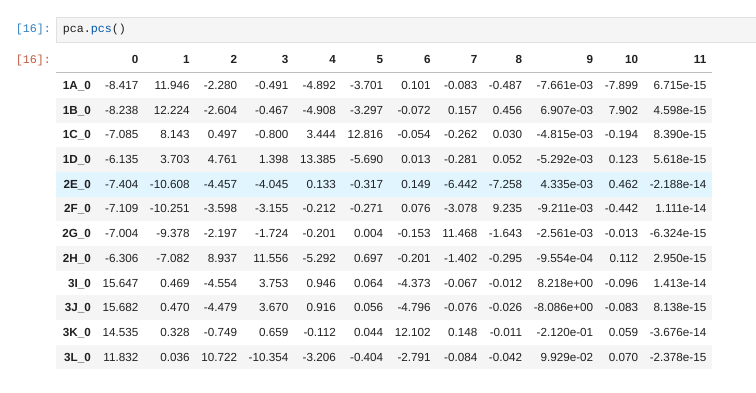 [16]: pca.pcs()
[16]: 0 1 2 3 4 5 6 7 8 9 10 11
1A_0 -8.417 11.946 -2.280 -0.491 -4.892 -3.701 0.101 -0.083 -0.487 -7.661e-03 -7.899 6.715e-15
1B_0 -8.238 12.224 -2.604 -0.467 -4.908 -3.297 -0.072 0.157 0.456 6.907e-03 7.902 4.598e-15
1C_0 -7.085 8.143 0.497 -0.800 3.444 12.816 -0.054 -0.262 0.030 -4.815e-03 -0.194 8.390e-15
1D_0 -6.135 3.703 4.761 1.398 13.385 -5.690 0.013 -0.281 0.052 -5.292e-03 0.123 5.618e-15
2E_0 -7.404 -10.608 -4.457 -4.045 0.133 -0.317 0.149 -6.442 -7.258 4.335e-03 0.462 -2.188e-14
2F_0 -7.109 -10.251 -3.598 -3.155 -0.212 -0.271 0.076 -3.078 9.235 -9.211e-03 -0.442 1.111e-14
2G_0 -7.004 -9.378 -2.197 -1.724 -0.201 0.004 -0.153 11.468 -1.643 -2.561e-03 -0.013 -6.324e-15
2H_0 -6.306 -7.082 8.937 11.556 -5.292 0.697 -0.201 -1.402 -0.295 -9.554e-04 0.112 2.950e-15
3I_0 15.647 0.469 -4.554 3.753 0.946 0.064 -4.373 -0.067 -0.012 8.218e+00 -0.096 1.413e-14
3J_0 15.682 0.470 -4.479 3.670 0.916 0.056 -4.796 -0.076 -0.026 -8.086e+00 -0.083 8.138e-15
3K_0 14.535 0.328 -0.749 0.659 -0.112 0.044 12.102 0.148 -0.011 -2.120e-01 0.059 -3.676e-14
3L_0 11.832 0.036 10.722 -10.354 -3.206 -0.404 -2.791 -0.084 -0.042 9.929e-02 0.070 -2.378e-15